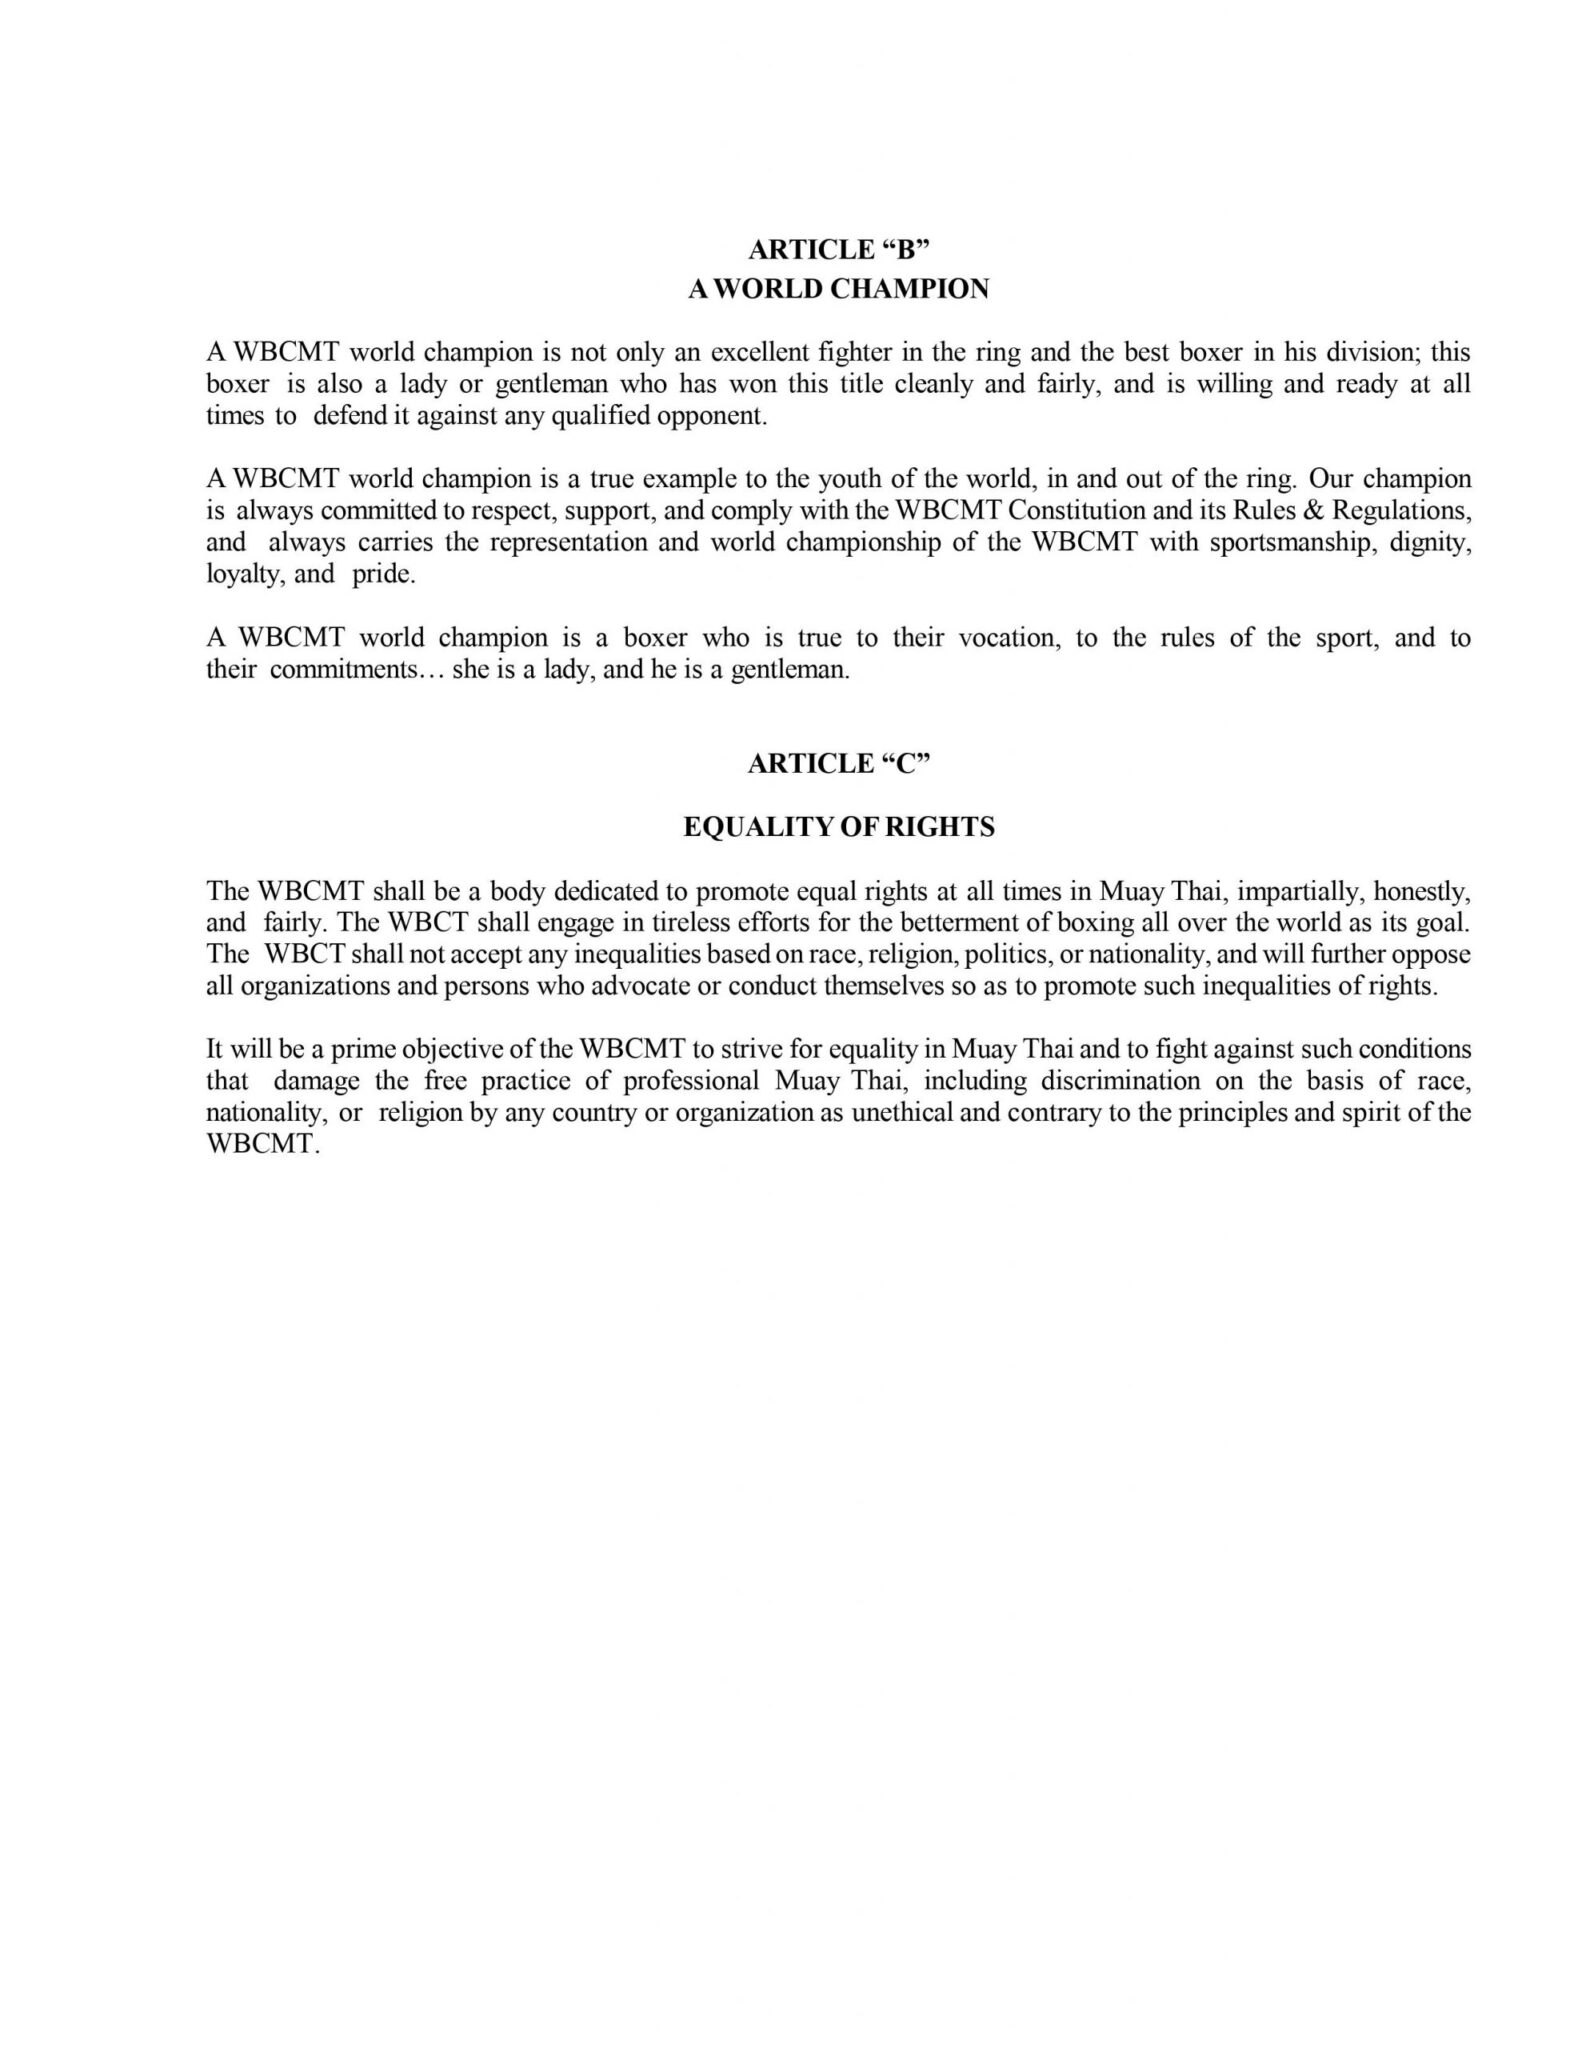 ARTICLE “B”
A WORLD CHAMPION
A WBCMT world champion is not only an excellent fighter in the ring and the best boxer in his division; this
boxer is also a lady or gentleman who has won this title cleanly and fairly, and is willing and ready at all
times to defend it against any qualified opponent.
A WBCMT world champion is a true example to the youth of the world, in and out of the ring. Our champion
is always committed to respect, support, and comply with the WBCMT Constitution and its Rules & Regulations,
and always carries the representation and world championship of the WBCMT with sportsmanship, dignity,
loyalty, and pride.
A WBCMT world champion is a boxer who is true to their vocation, to the rules of the sport, and to
their commitments… she is a lady, and he is a gentleman.
ARTICLE “C”
EQUALITY OF RIGHTS
The WBCMT shall be a body dedicated to promote equal rights at all times in Muay Thai, impartially, honestly,
and fairly. The WBCT shall engage in tireless efforts for the betterment of boxing all over the world as its goal.
The WBCT shall not accept any inequalities based on race, religion, politics, or nationality, and will further oppose
all organizations and persons who advocate or conduct themselves so as to promote such inequalities of rights.
It will be a prime objective of the WBCMT to strive for equality in Muay Thai and to fight against such conditions
that damage the free practice of professional Muay Thai, including discrimination on the basis of race,
nationality, or religion by any country or organization as unethical and contrary to the principles and spirit of the
WBCMT.